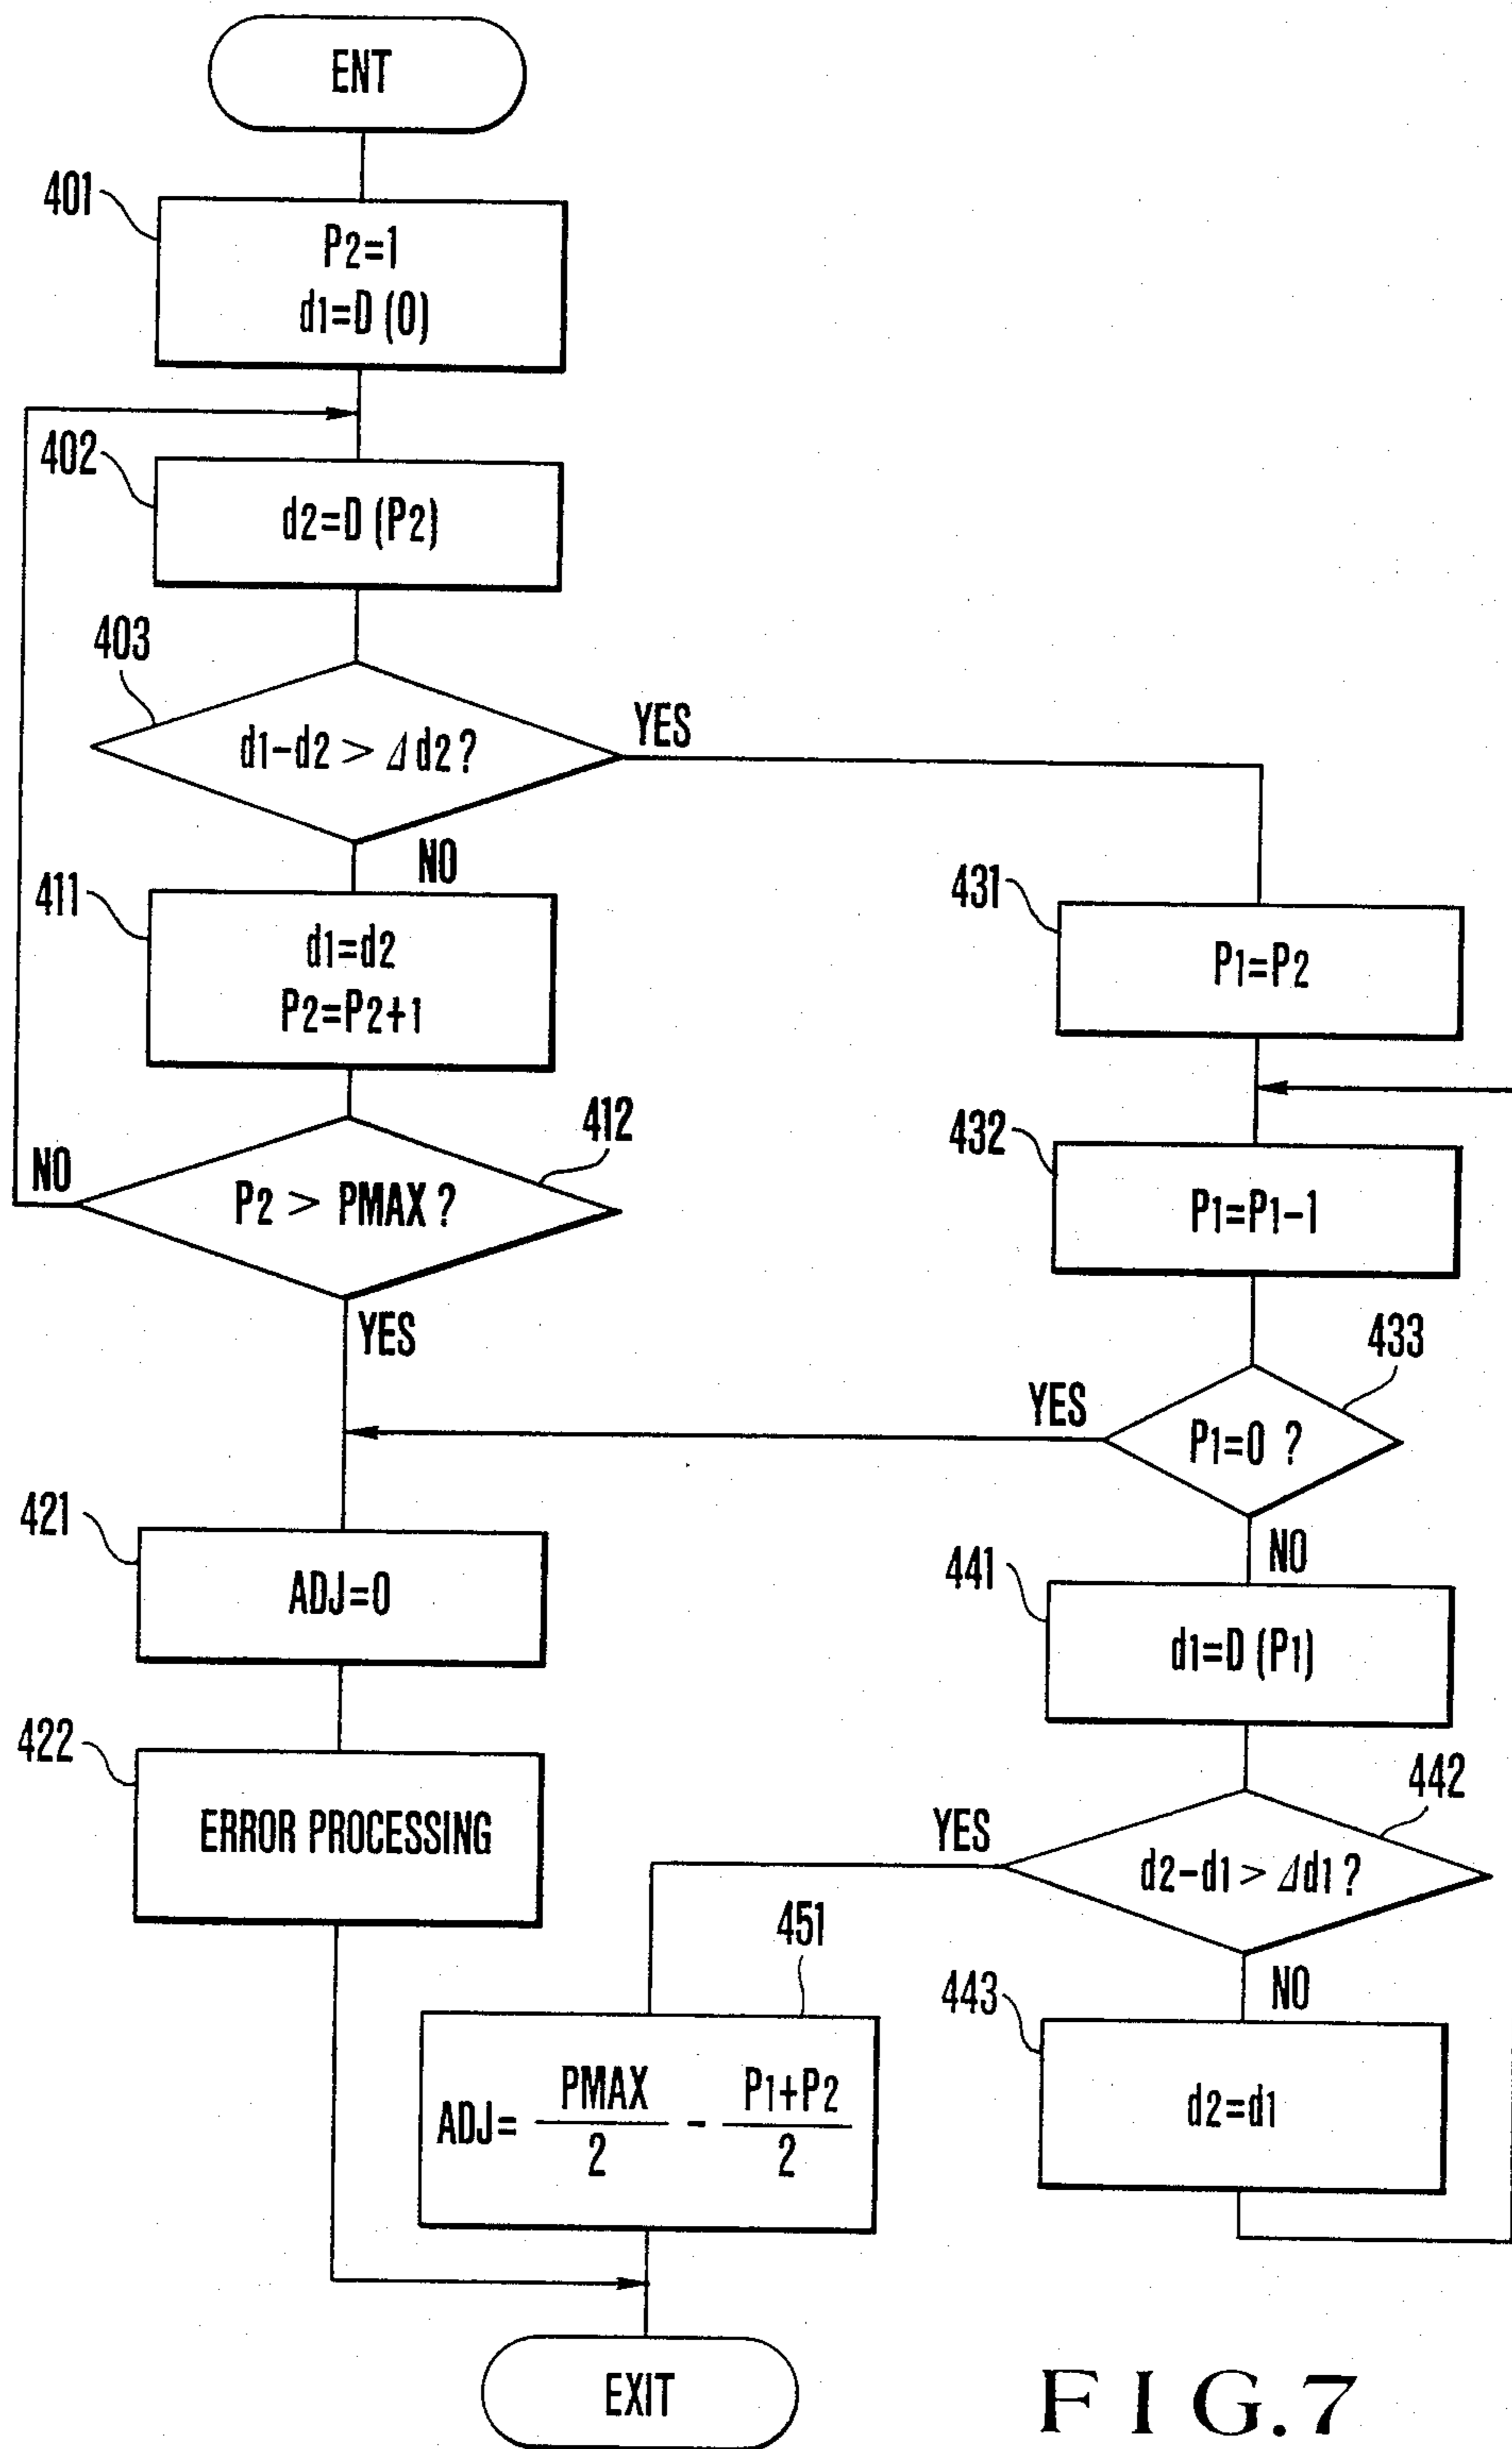 ENT
401
P2=1
d1=D (0)
402
d2=D (P2)
403
d1-d2 > Δd2?
YES
NO
411
d1=d2
P2=P2+1
412
P2 > PMAX?
NO
YES
431
P1=P2
432
P1=P1-1
433
P1=0 ?
YES
NO
421
ADJ=0
422
ERROR PROCESSING
441
d1=D (P1)
442
d2-d1 > Δd1?
YES
NO
443
d2=d1
451
ADJ= PMAX/2 - P1+P2/2
EXIT
FIG.7